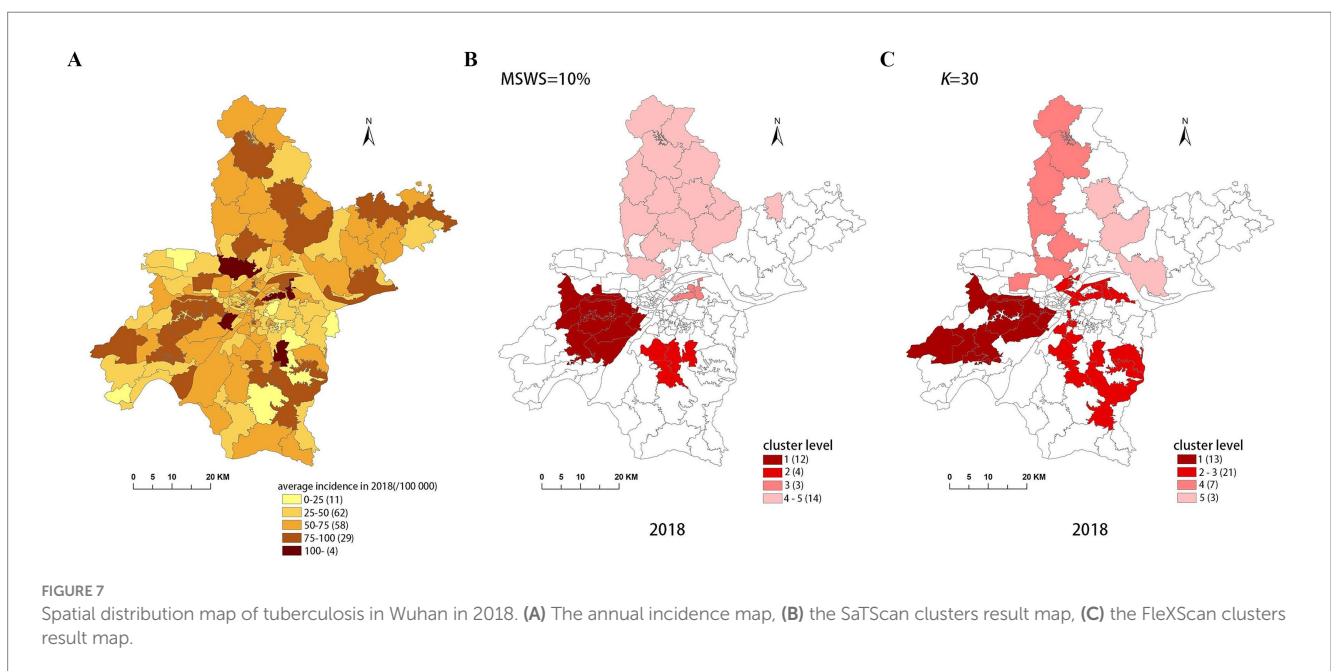 A
B
C
MSWS=10%
K=30
N
N
N
0 5 10 20 KM
average incidence in 2018(/100 000)
0-25 (11)
25-50 (62)
50-75 (58)
75-100 (29)
100- (4)
0 5 10 20 KM
cluster level
1 (12)
2 (4)
3 (3)
4 - 5 (14)
2018
0 5 10 20 KM
cluster level
1 (13)
2 - 3 (21)
4 (7)
5 (3)
2018
FIGURE 7
Spatial distribution map of tuberculosis in Wuhan in 2018. (A) The annual incidence map, (B) the SaTScan clusters result map, (C) the FleXScan clusters
result map.